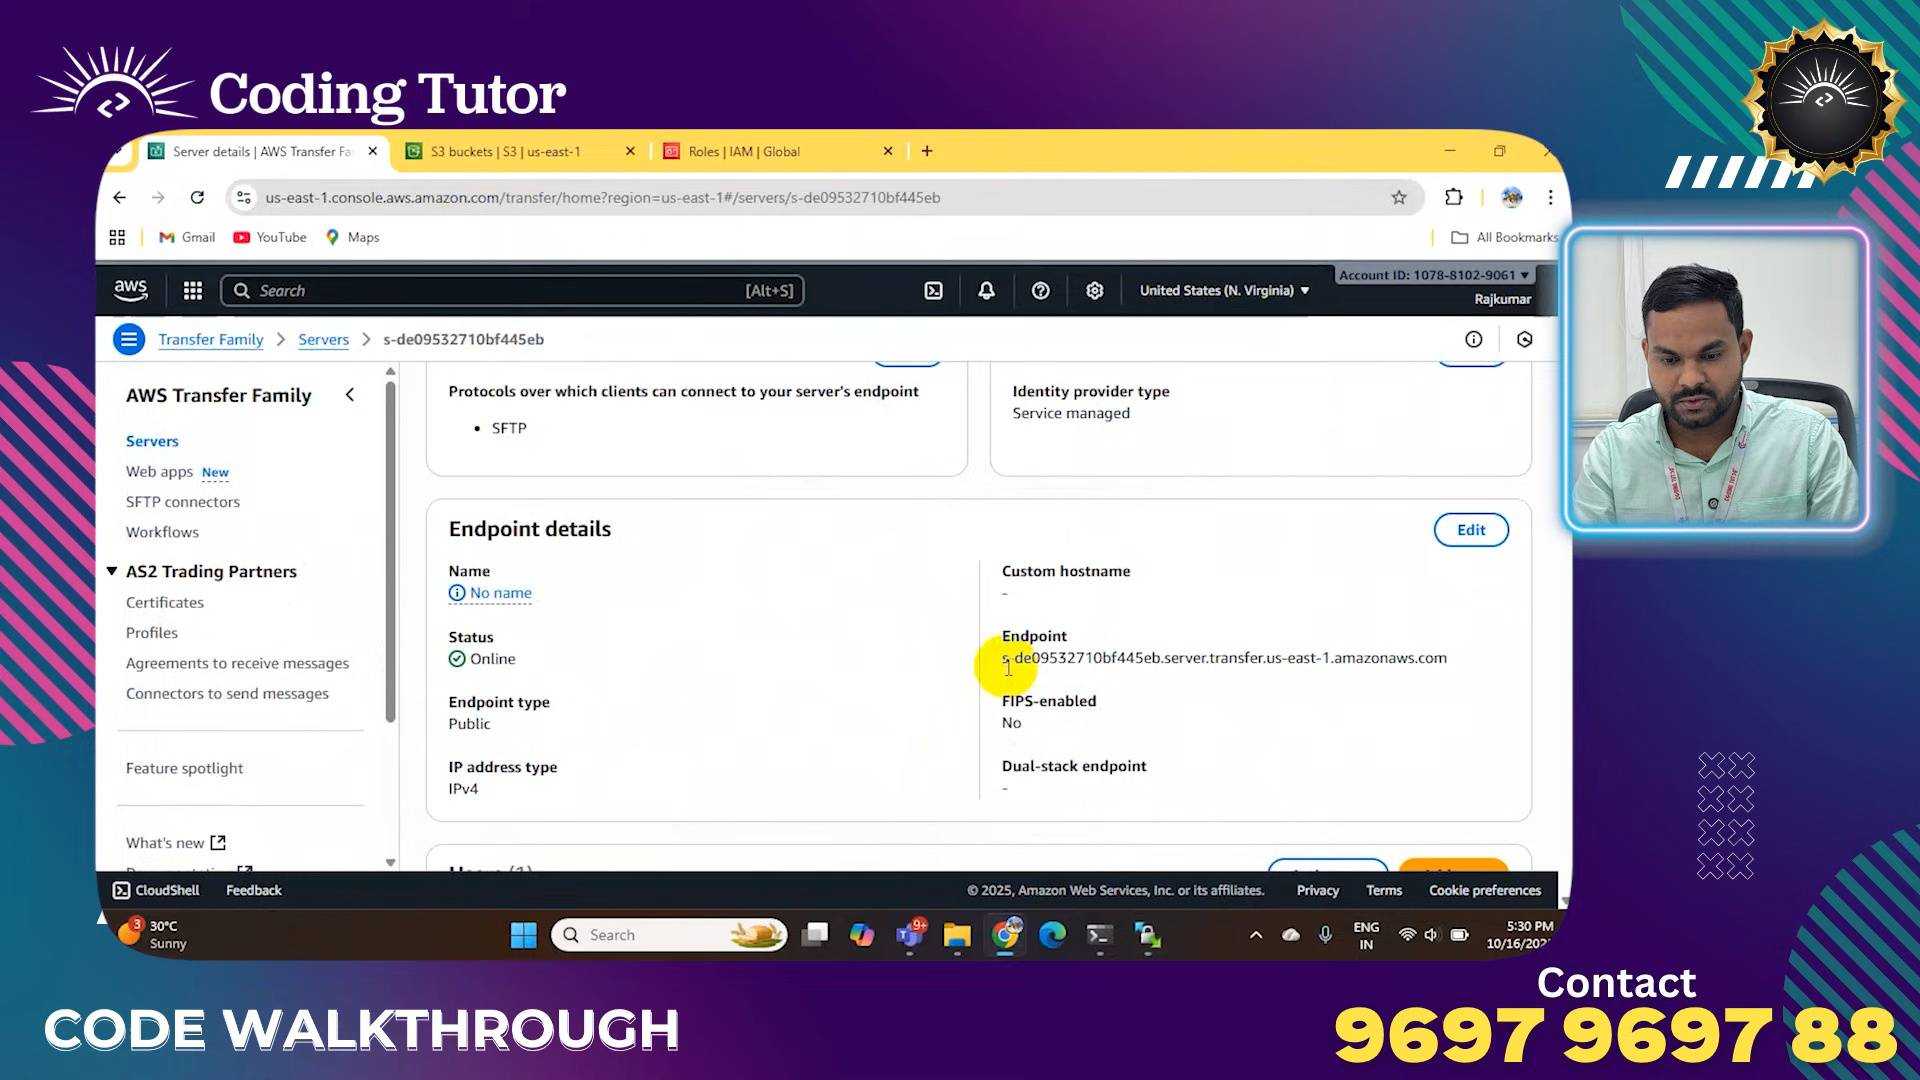 Coding Tutor
Server details | AWS Transfer Fa
S3 buckets | S3 | us-east-1
Roles | IAM | Global
us-east-1.console.aws.amazon.com/transfer/home?region=us-east-1#/servers/s-de09532710bf445eb
Gmail
YouTube
Maps
All Bookmarks
aws
Search
[Alt+S]
United States (N. Virginia)
Account ID: 1078-8102-9061
Rajkumar
Transfer Family
Servers
s-de09532710bf445eb
AWS Transfer Family
Servers
Web apps New
SFTP connectors
Workflows
AS2 Trading Partners
Certificates
Profiles
Agreements to receive messages
Connectors to send messages
Feature spotlight
What's new
Protocols over which clients can connect to your server's endpoint
• SFTP
Identity provider type
Service managed
Endpoint details
Edit
Name
No name
Status
Online
Endpoint type
Public
IP address type
IPv4
Custom hostname
-
Endpoint
s-de09532710bf445eb.server.transfer.us-east-1.amazonaws.com
FIPS-enabled
No
Dual-stack endpoint
-
CloudShell
Feedback
© 2025, Amazon Web Services, Inc. or its affiliates.
Privacy
Terms
Cookie preferences
3
30°C
Sunny
Search
9+
ENG
IN
5:30 PM
10/16/202
CODE WALKTHROUGH
Contact
9697 9697 88